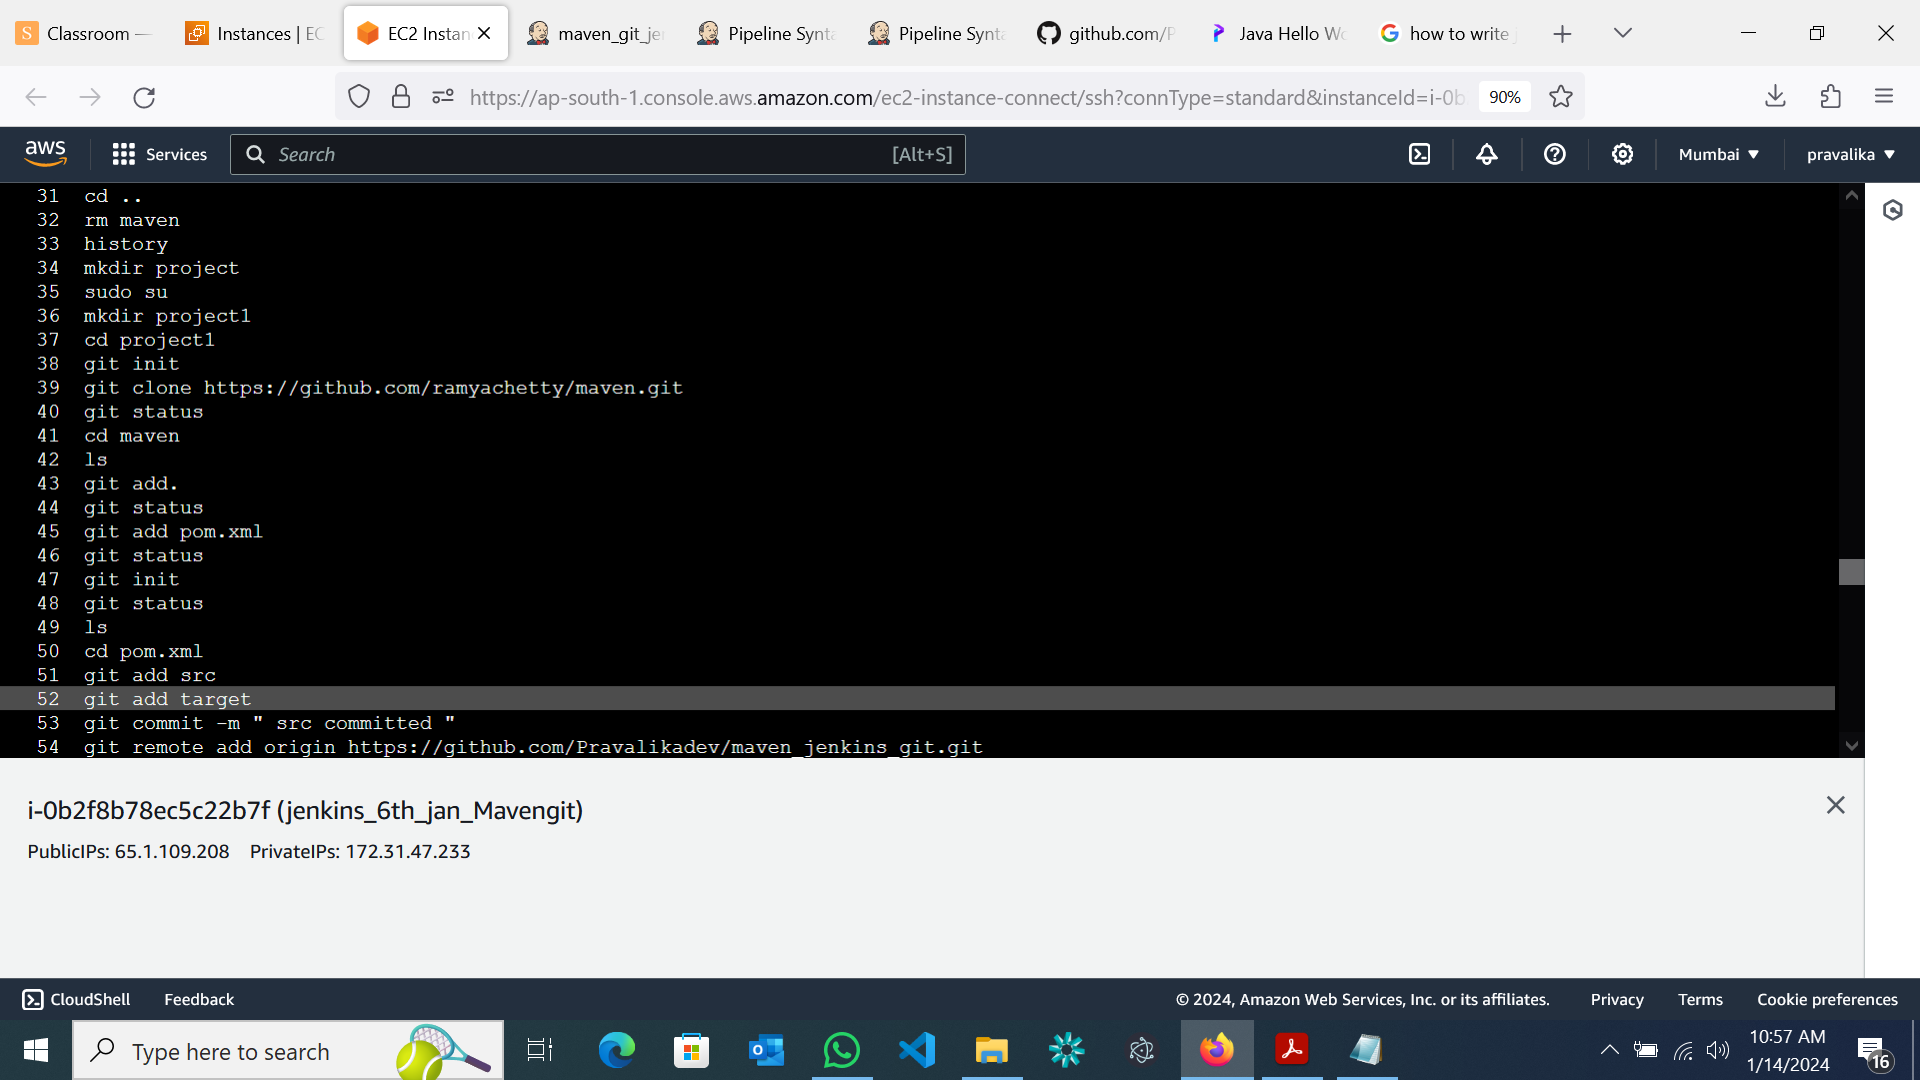 Classroom —
Instances | EC
EC2 Instan
maven_git_je
Pipeline Synta
Pipeline Synta
github.com/P
Java Hello Wo
how to write j
https://ap-south-1.console.aws.amazon.com/ec2-instance-connect/ssh?connType=standard&instanceId=i-0b
90%
aws
Services
Search
[Alt+S]
Mumbai
pravalika
31 cd ..
32 rm maven
33 history
34 mkdir project
35 sudo su
36 mkdir project1
37 cd project1
38 git init
39 git clone https://github.com/ramyachetty/maven.git
40 git status
41 cd maven
42 ls
43 git add.
44 git status
45 git add pom.xml
46 git status
47 git init
48 git status
49 ls
50 cd pom.xml
51 git add src
52 git add target
53 git commit -m " src committed "
54 git remote add origin https://github.com/Pravalikadev/maven_jenkins_git.git
i-0b2f8b78ec5c22b7f (jenkins_6th_jan_Mavengit)
PublicIPs: 65.1.109.208 PrivateIPs: 172.31.47.233
CloudShell
Feedback
© 2024, Amazon Web Services, Inc. or its affiliates.
Privacy
Terms
Cookie preferences
Type here to search
10:57 AM
1/14/2024
16